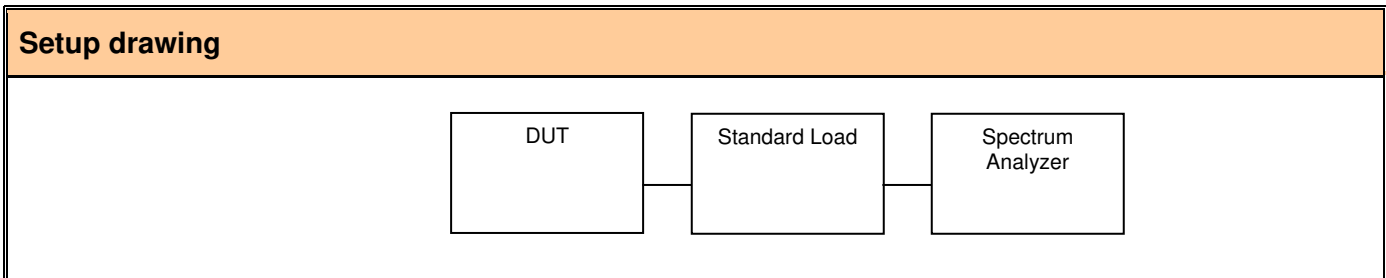 Setup drawing
DUT
Standard Load
Spectrum
Analyzer